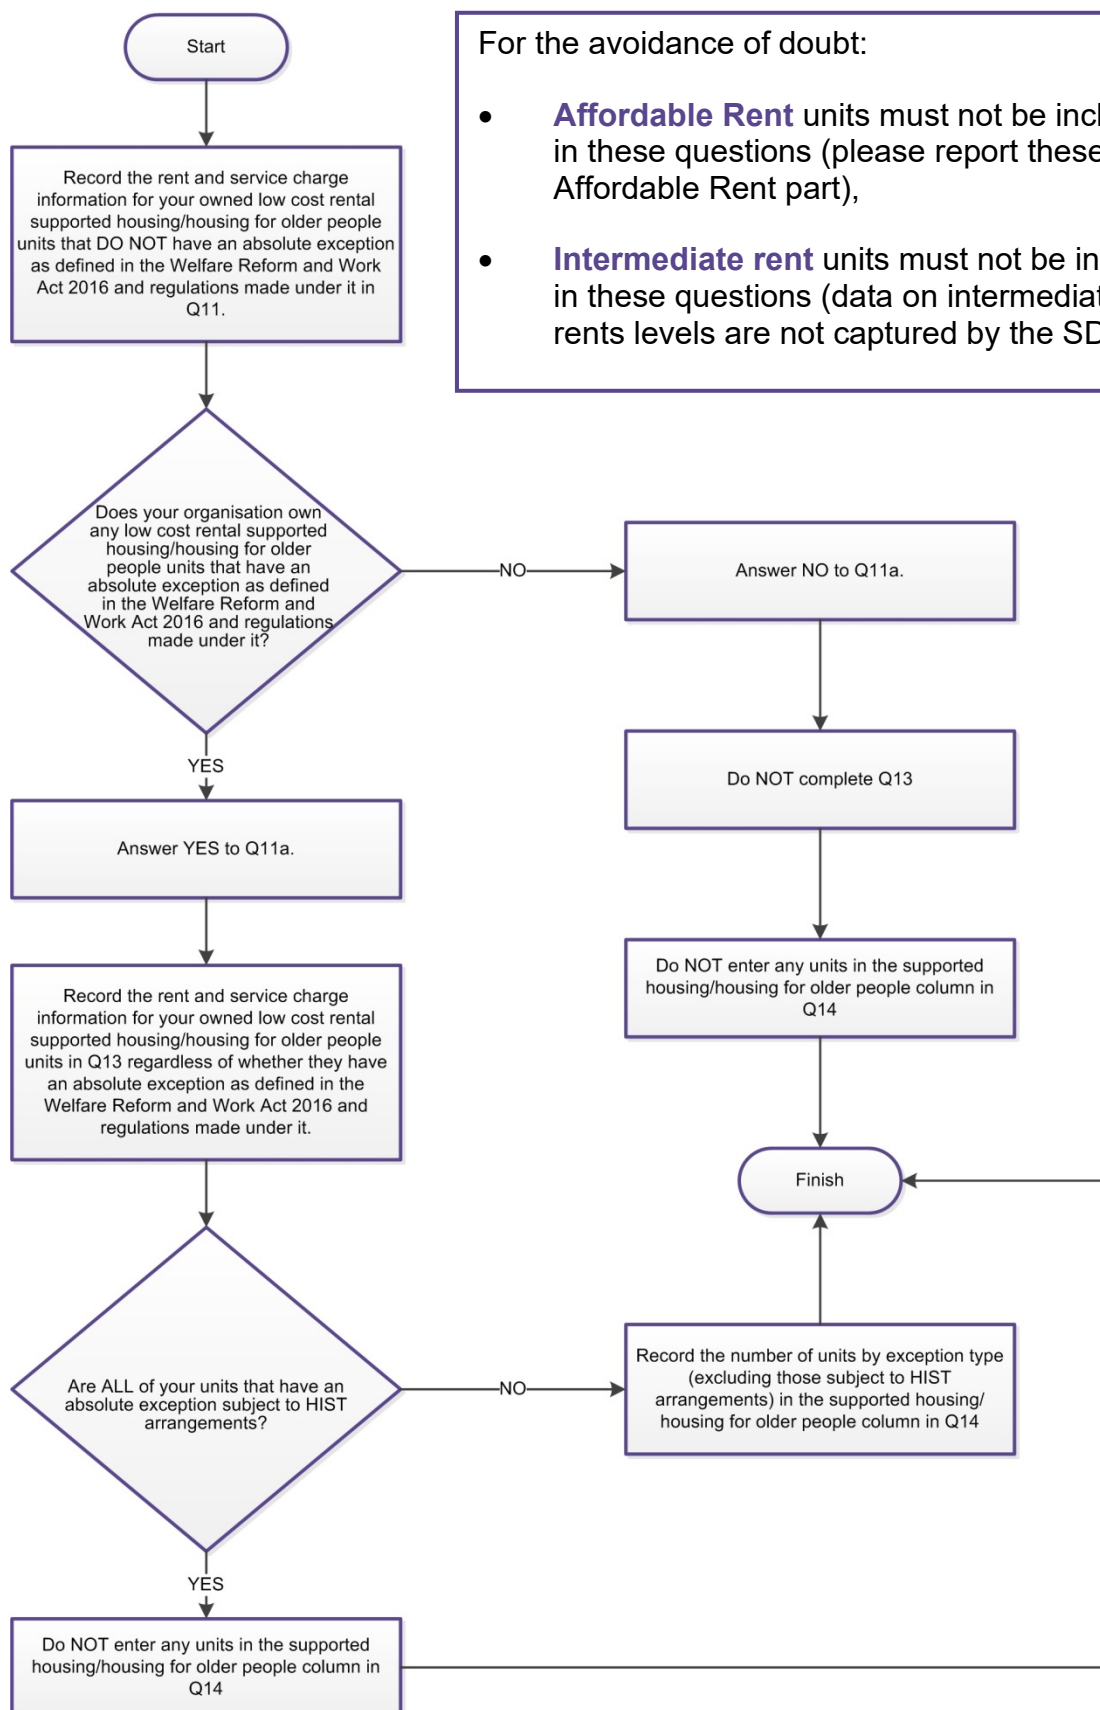 Start
For the avoidance of doubt:
• Affordable Rent units must not be
in these questions (please report these
Affordable Rent part),
• Intermediate rent units must not be
in these questions (data on
rents levels are not captured by the
Record the rent and service charge
information for your owned low cost rental
supported housing/housing for older people
units that DO NOT have an absolute exception
as defined in the Welfare Reform and Work
Act 2016 and regulations made under it in
Q11.
Does your organisation own
any low cost rental supported
housing/housing for older
people units that have an
absolute exception as defined
in the Welfare Reform and
Work Act 2016 and regulations
made under it?
NO
Answer NO to Q11a.
Do NOT complete Q13
Do NOT enter any units in the supported
housing/housing for older people column in
Q14
YES
Answer YES to Q11a.
Record the rent and service charge
information for your owned low cost rental
supported housing/housing for older people
units in Q13 regardless of whether they have
an absolute exception as defined in the
Welfare Reform and Work Act 2016 and
regulations made under it.
Finish
Are ALL of your units that have an
absolute exception subject to HIST
arrangements?
NO
Record the number of units by exception type
(excluding those subject to HIST
arrangements) in the supported housing/
housing for older people column in Q14
YES
Do NOT enter any units in the supported
housing/housing for older people column in
Q14